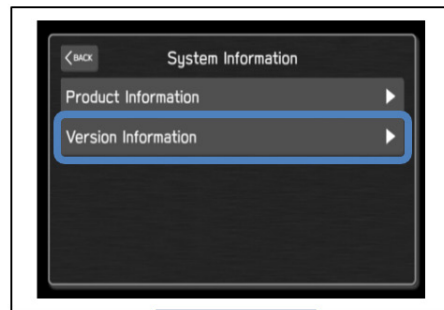 BACK
System Information
Product Information
Version Information